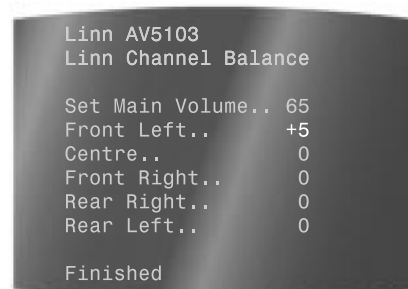 Linn AV5103
Linn Channel Balance
Set Main Volume.. 65
Front Left.. +5
Centre.. 0
Front Right.. 0
Rear Right.. 0
Rear Left.. 0
Finished